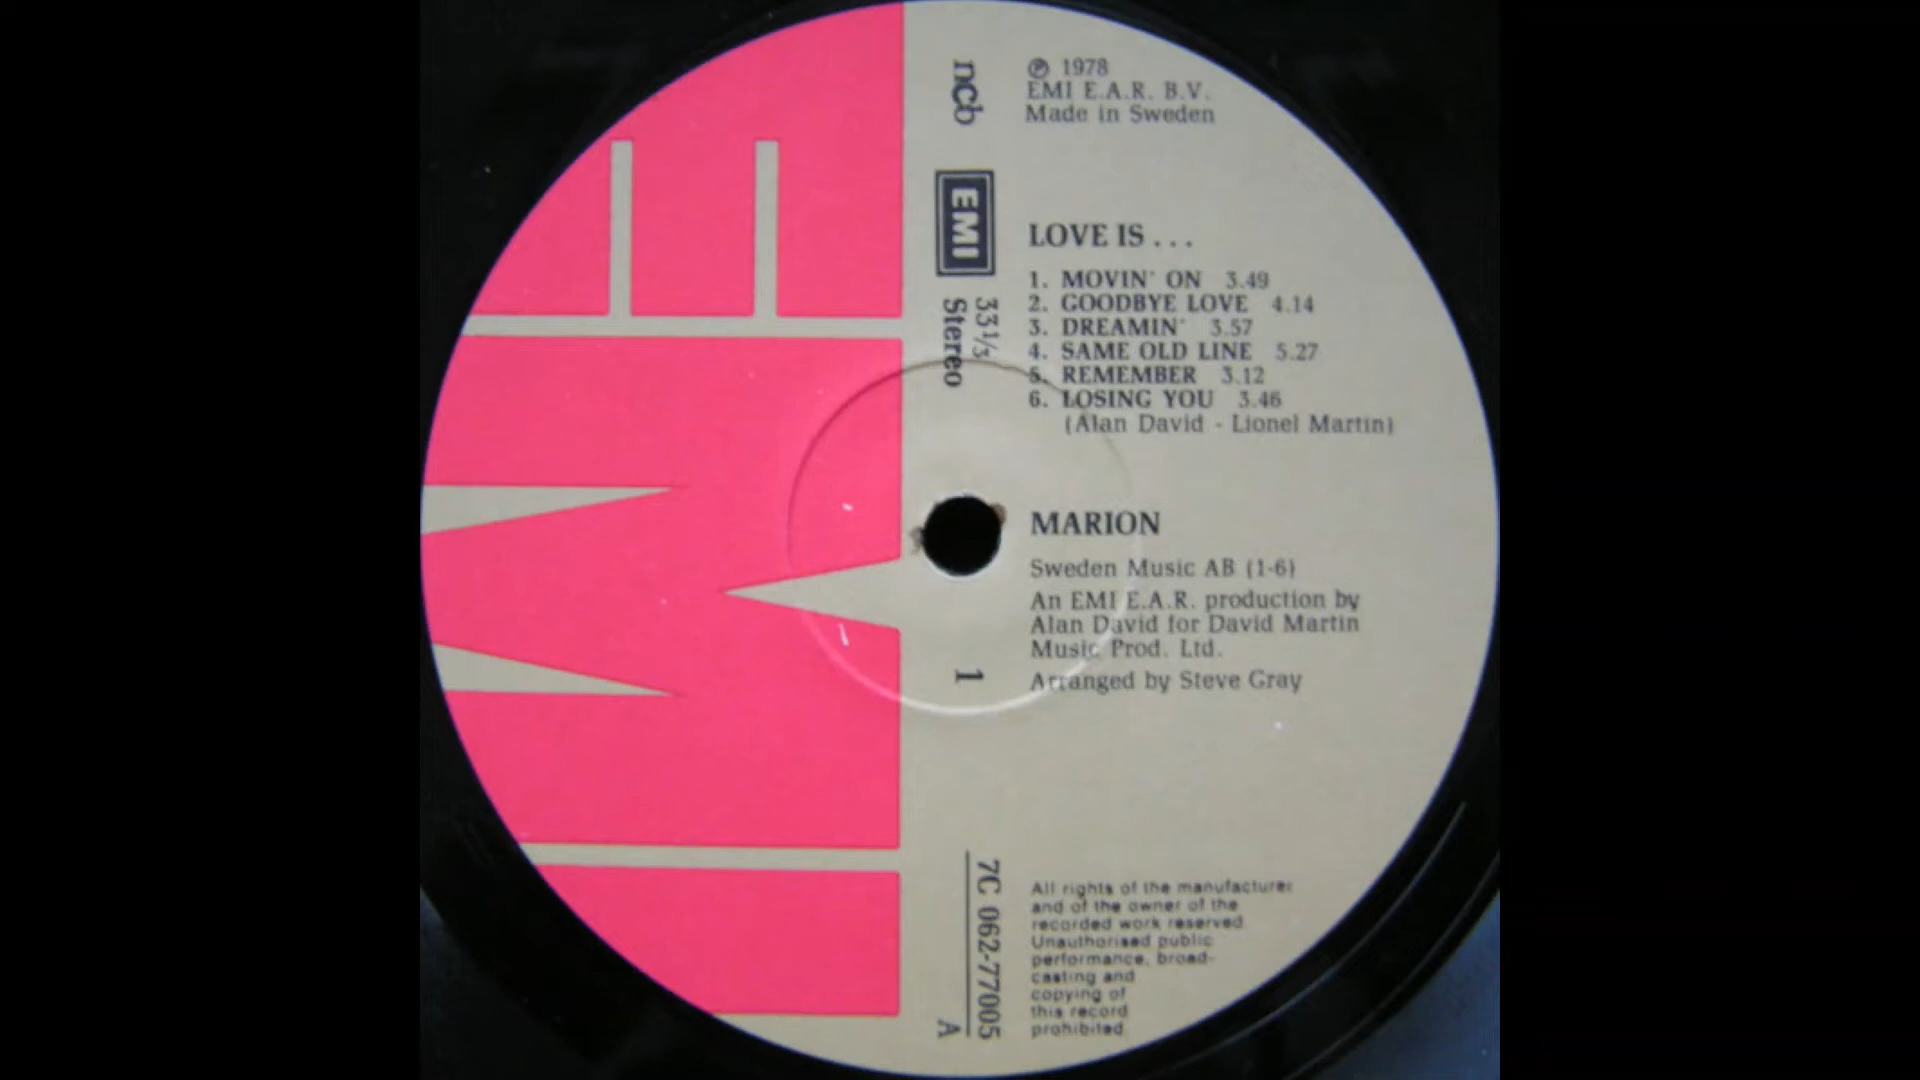 ncb
℗ 1978
EMI E.A.R. B.V.
Made in Sweden
EMI
33 1/3
Stereo
LOVE IS . . .
1. MOVIN' ON 3.49
2. GOODBYE LOVE 4.14
3. DREAMIN' 3.57
4. SAME OLD LINE 5.27
5. REMEMBER 3.12
6. LOSING YOU 3.46
(Alan David - Lionel Martin)
MARION
Sweden Music AB (1-6)
An EMI E.A.R. production by
Alan David for David Martin
Music Prod. Ltd.
Arranged by Steve Gray
1
7C 062-77005
A
All rights of the manufacturer
and of the owner of the
recorded work reserved
Unauthorised public
performance, broad-
casting and
copying of
this record
prohibited
EMI